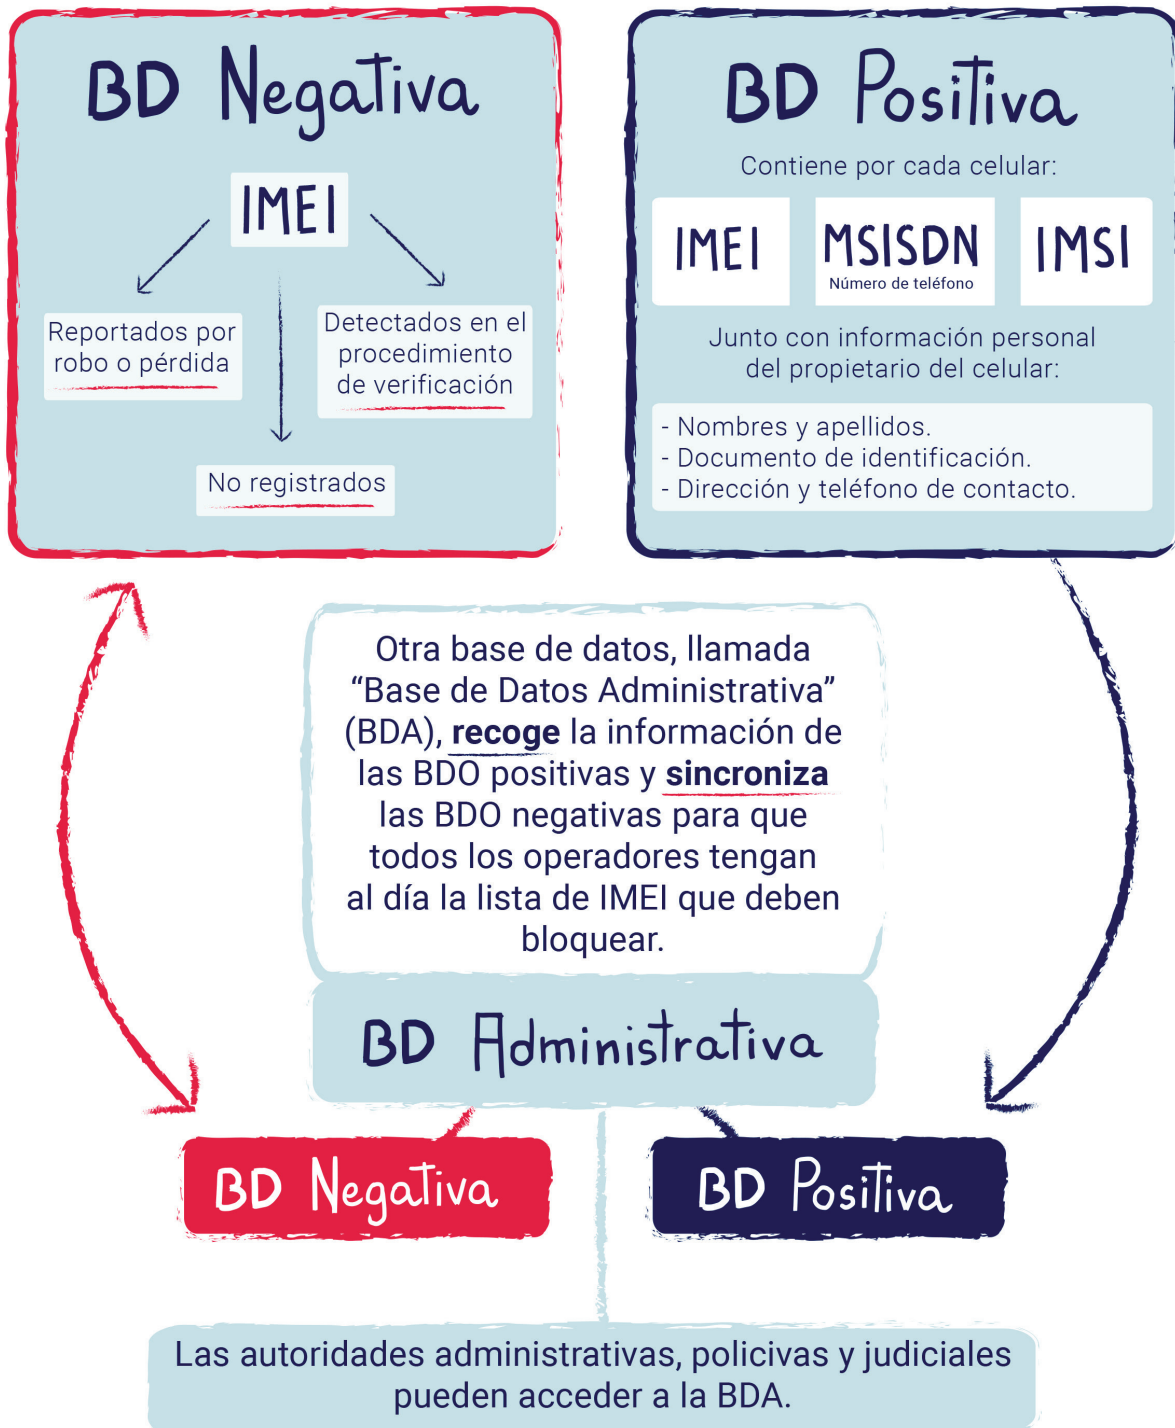 BD Negativa
IMEI
Reportados por
robo o pérdida
Detectados en el
procedimiento
de verificación
No registrados
BD Positiva
Contiene por cada celular:
IMEI
MSISDN
Número de teléfono
IMSI
Junto con información personal
del propietario del celular:
- Nombres y apellidos.
- Documento de identificación.
- Dirección y teléfono de contacto.
Otra base de datos, llamada
“Base de Datos Administrativa”
(BDA), recoge la información de
las BDO positivas y sincroniza
las BDO negativas para que
todos los operadores tengan
al día la lista de IMEI que deben
bloquear.
BD Administrativa
BD Negativa
BD Positiva
Las autoridades administrativas, policivas y judiciales
pueden acceder a la BDA.